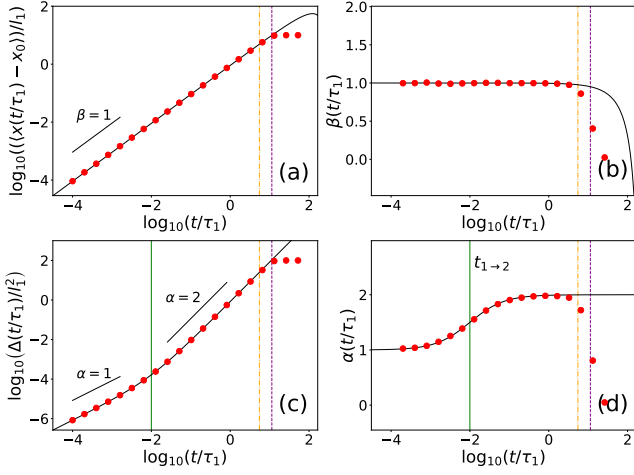 log₁₀(⟨(x(t/τ₁) − x₀)⟩/l₁)
2
0
−2
−4
β = 1
(a)
−4 −2 0 2
log₁₀(t/τ₁)
β(t/τ₁)
2.0
1.5
1.0
0.5
0.0
(b)
−4 −2 0 2
log₁₀(t/τ₁)
log₁₀(Δ(t/τ₁)/l₁²)
2
0
−2
−4
−6
α = 2
α = 1
(c)
−4 −2 0 2
log₁₀(t/τ₁)
α(t/τ₁)
3
2
1
0
t₁→₂
(d)
−4 −2 0 2
log₁₀(t/τ₁)